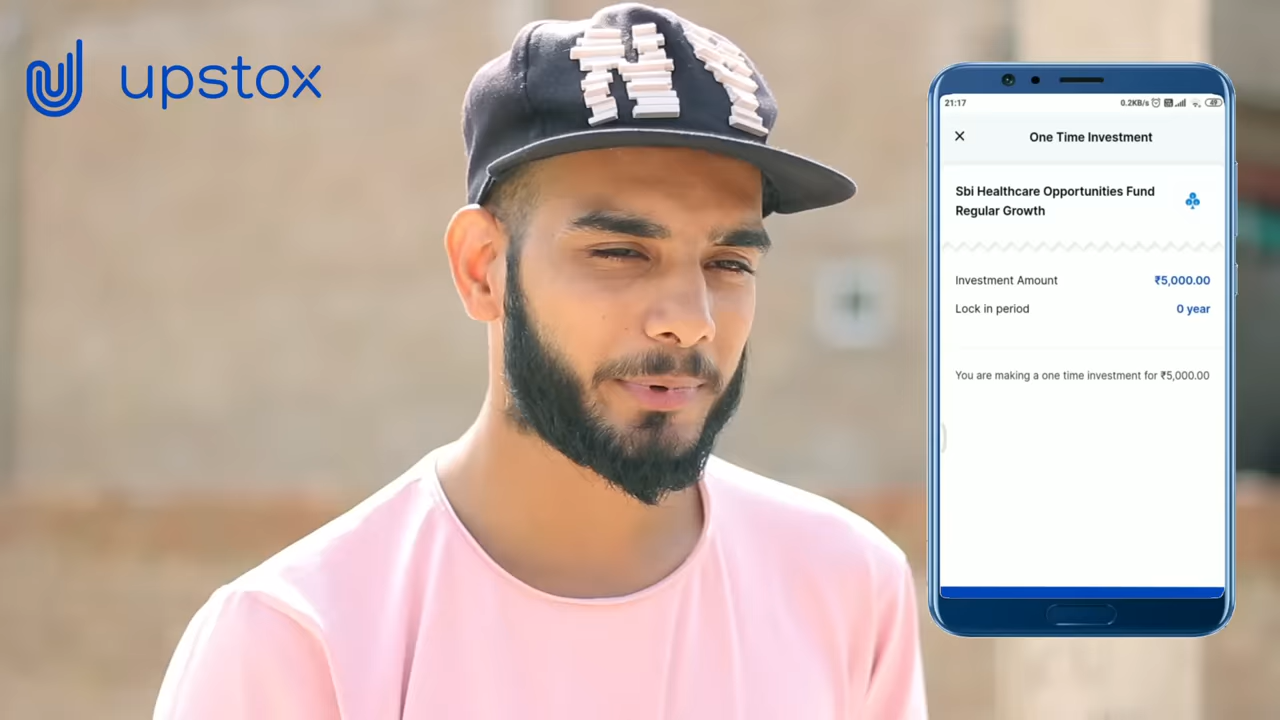 upstox
21:17
0.2KB/s
49
One Time Investment
Sbi Healthcare Opportunities Fund
Regular Growth
Investment Amount ₹5,000.00
Lock in period 0 year
You are making a one time investment for ₹5,000.00